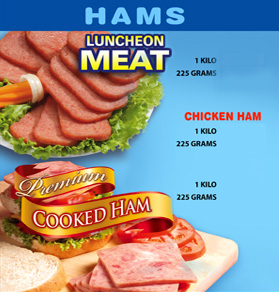 HAMS
LUNCHEON
MEAT
1 KILO
225 GRAMS
CHICKEN HAM
1 KILO
225 GRAMS
Premium
COOKED HAM
1 KILO
225 GRAMS